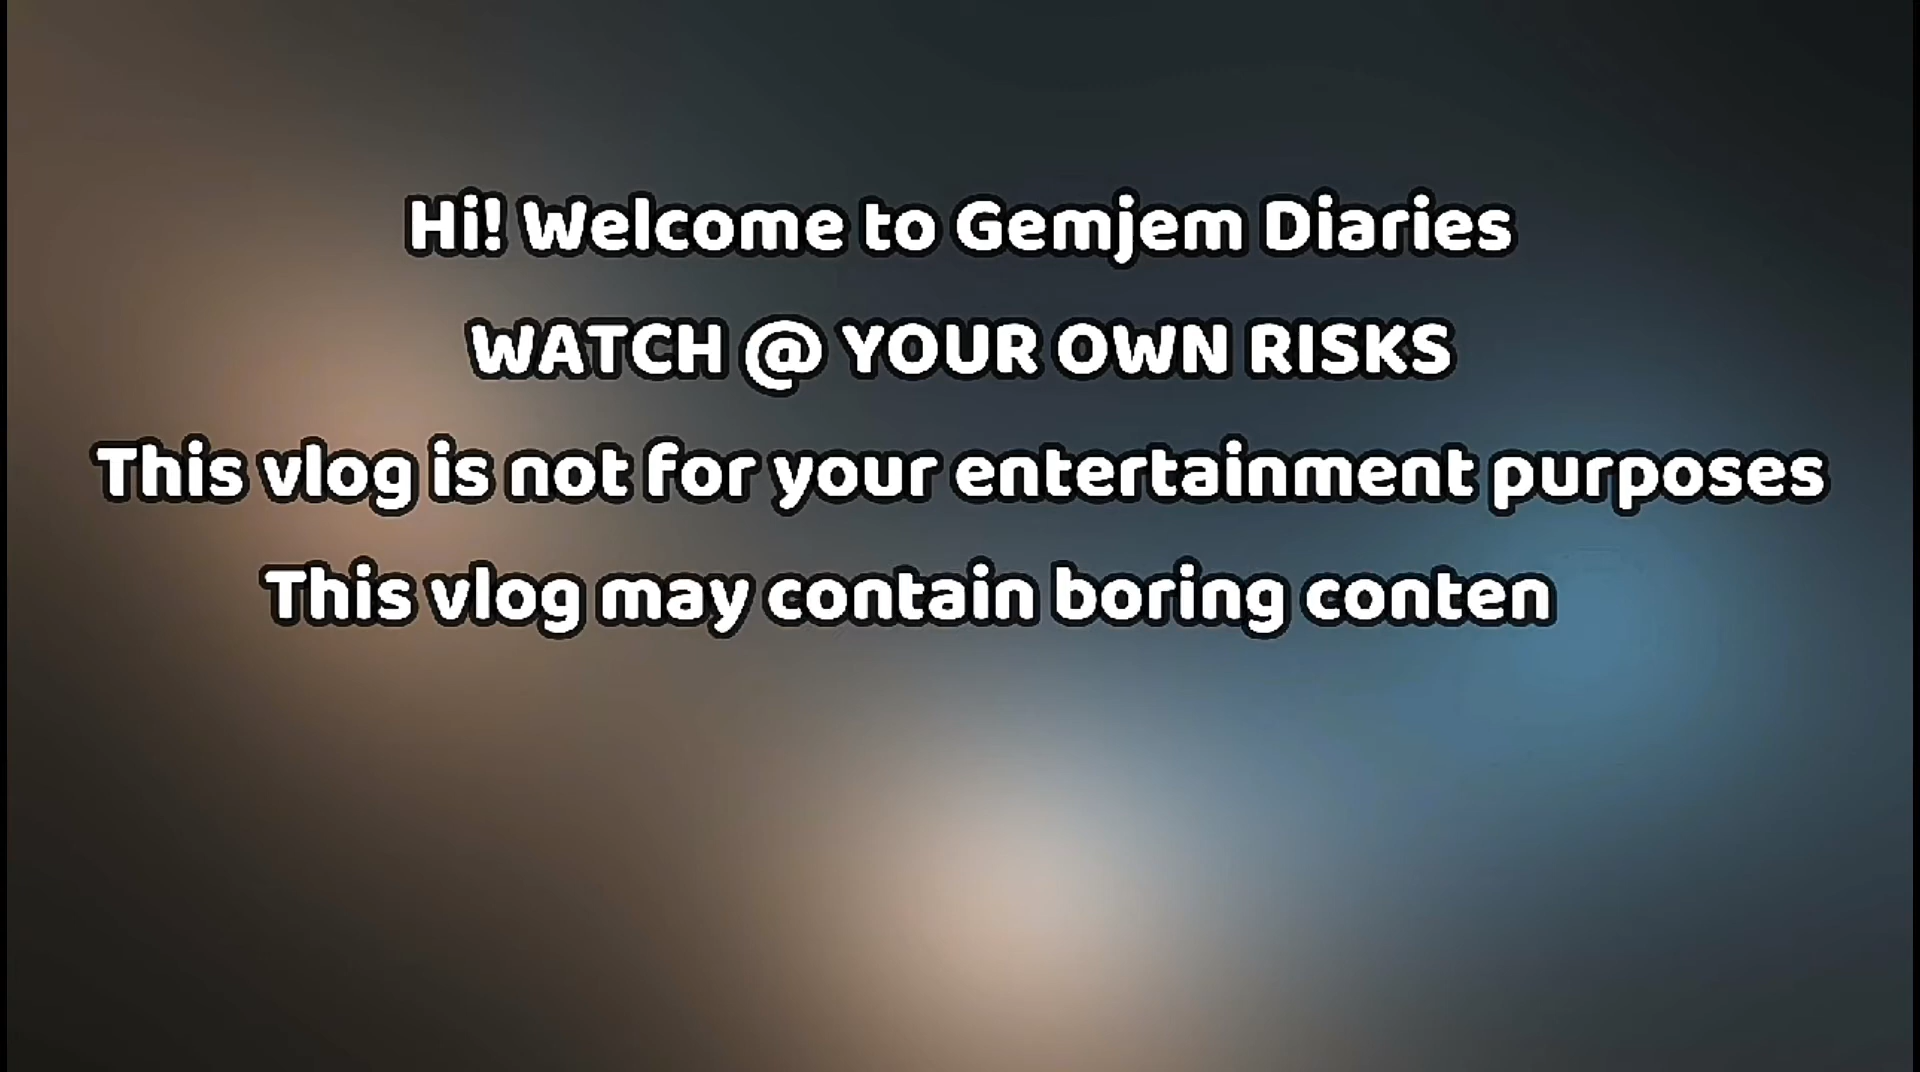 Hi! Welcome to Gemjem Diaries
WATCH @ YOUR OWN RISKS
This vlog is not for your entertainment purposes
This vlog may contain boring conten